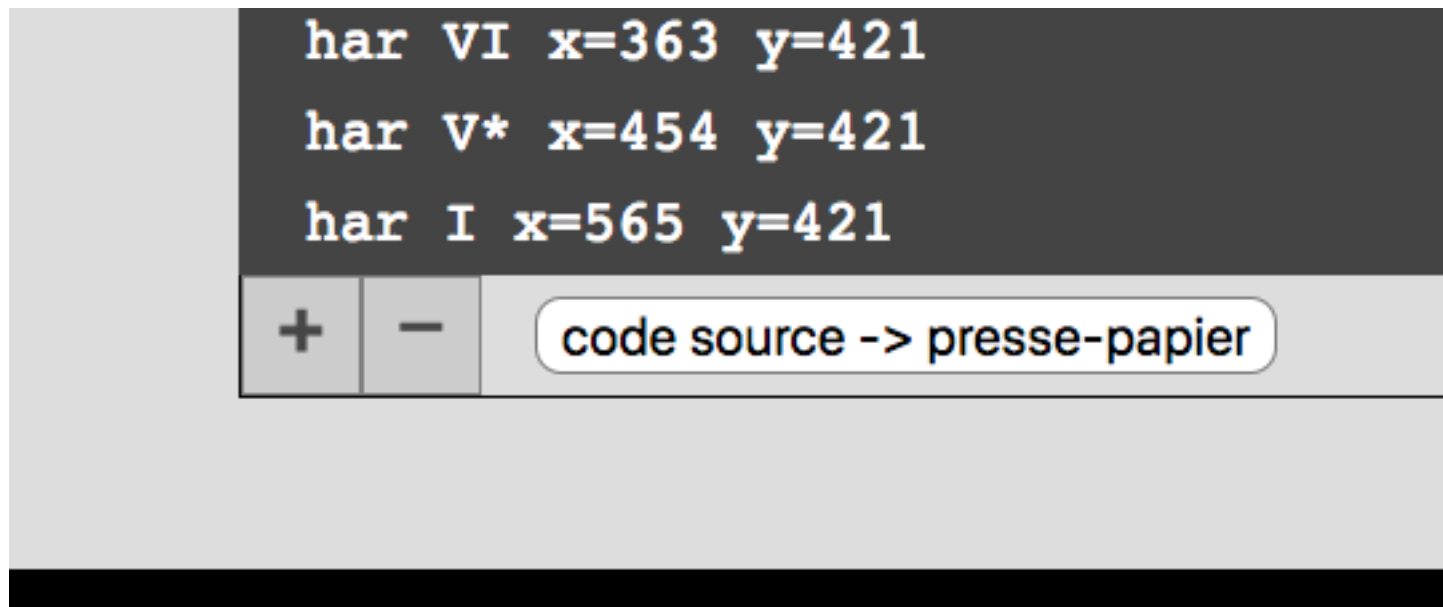 har VI x=363 y=421
har V* x=454 y=421
har I x=565 y=421
+ − code source -> presse-papier